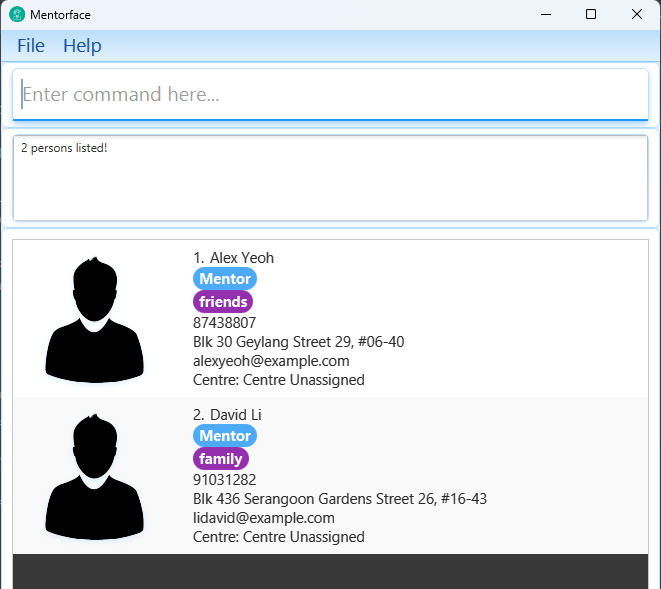 Mentorface
File Help
Enter command here...
2 persons listed!
1. Alex Yeoh
Mentor
friends
87438807
Blk 30 Geylang Street 29, #06-40
alexyeoh@example.com
Centre: Centre Unassigned
2. David Li
Mentor
family
91031282
Blk 436 Serangoon Gardens Street 26, #16-43
lidavid@example.com
Centre: Centre Unassigned